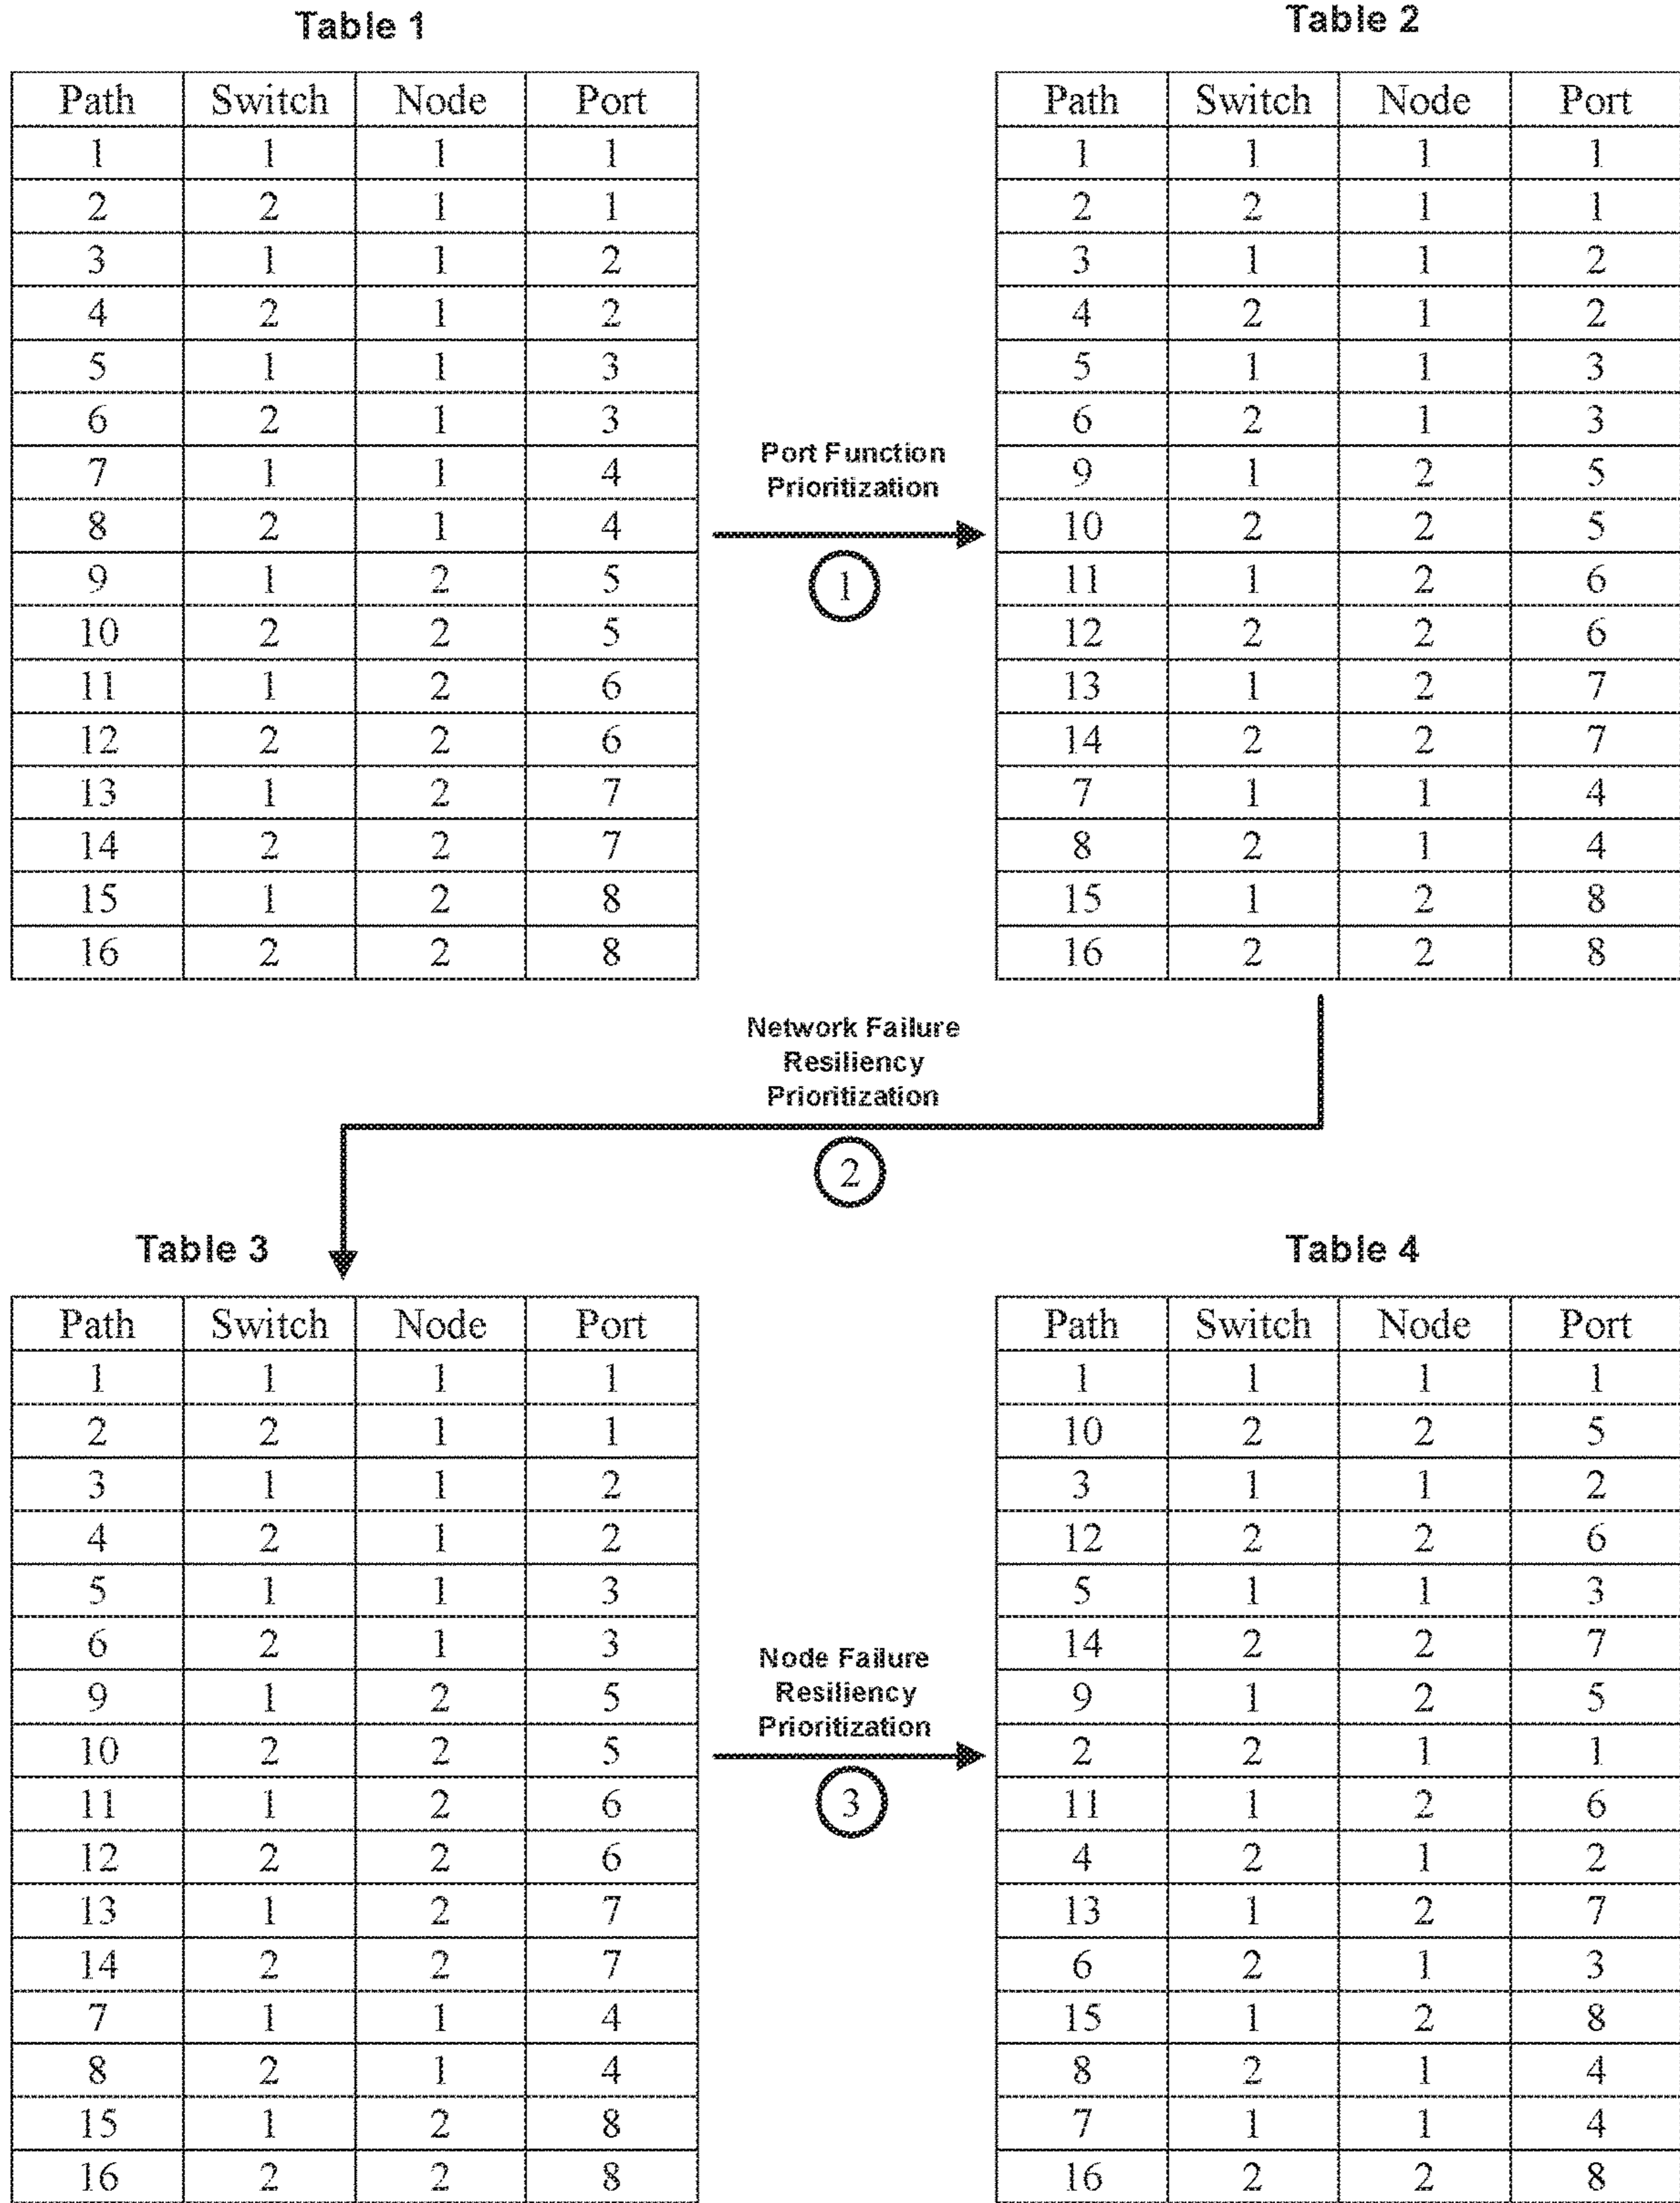 Table 1
Path Switch Node Port
1 1 1 1
2 2 1 1
3 1 1 2
4 2 1 2
5 1 1 3
6 2 1 3
7 1 1 4
8 2 1 4
9 1 2 5
10 2 2 5
11 1 2 6
12 2 2 6
13 1 2 7
14 2 2 7
15 1 2 8
16 2 2 8
Port Function
Prioritization
1
Table 2
Path Switch Node Port
1 1 1 1
2 2 1 1
3 1 1 2
4 2 1 2
5 1 1 3
6 2 1 3
9 1 2 5
10 2 2 5
11 1 2 6
12 2 2 6
13 1 2 7
14 2 2 7
7 1 1 4
8 2 1 4
15 1 2 8
16 2 2 8
Network Failure
Resiliency
Prioritization
2
Table 3
Path Switch Node Port
1 1 1 1
2 2 1 1
3 1 1 2
4 2 1 2
5 1 1 3
6 2 1 3
9 1 2 5
10 2 2 5
11 1 2 6
12 2 2 6
13 1 2 7
14 2 2 7
7 1 1 4
8 2 1 4
15 1 2 8
16 2 2 8
Node Failure
Resiliency
Prioritization
3
Table 4
Path Switch Node Port
1 1 1 1
10 2 2 5
3 1 1 2
12 2 2 6
5 1 1 3
14 2 2 7
9 1 2 5
2 2 1 1
11 1 2 6
4 2 1 2
13 1 2 7
6 2 1 3
15 1 2 8
8 2 1 4
7 1 1 4
16 2 2 8